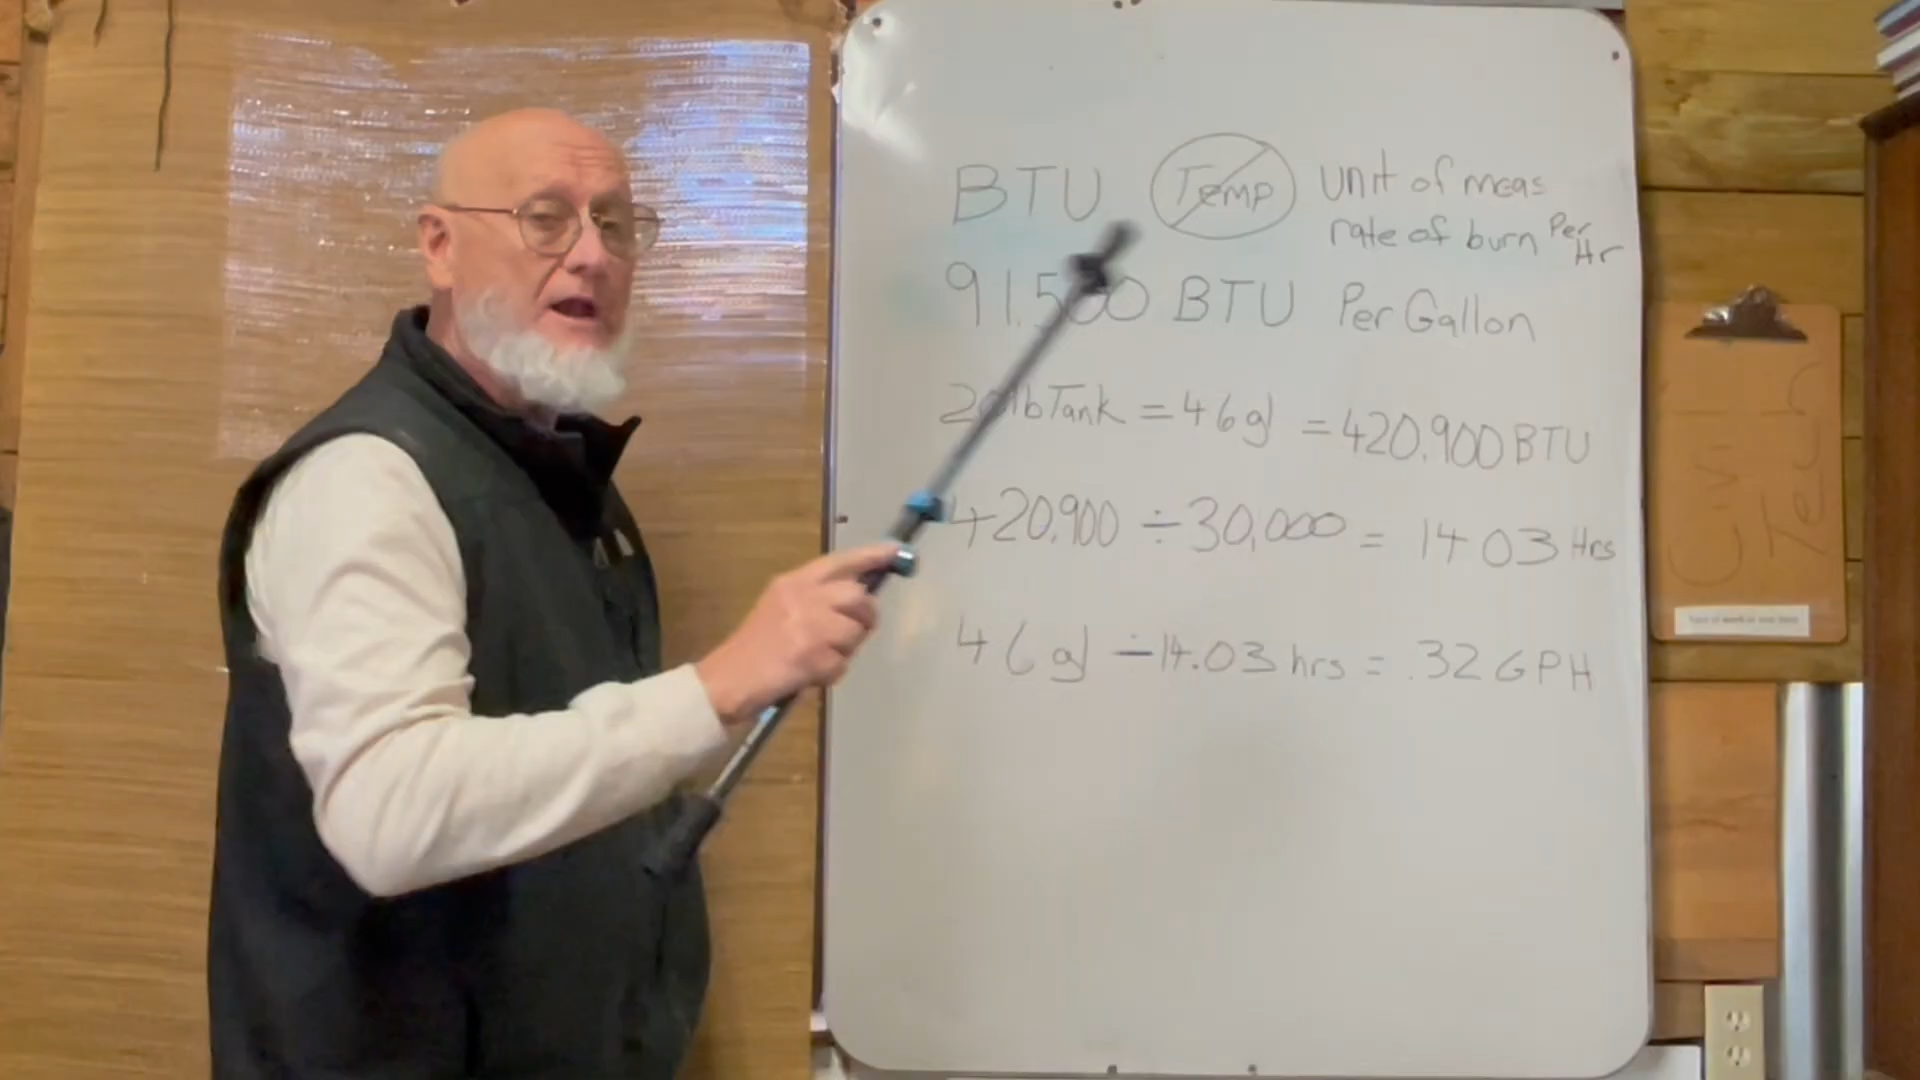 BTU Temp unit of meas
rate of burn Per Hr
91.500 BTU Per Gallon
20lb Tank = 4 6 gl = 420.900 BTU
420,900 ÷ 30,000 = 14 03 Hrs
4 6 gl ÷ 14.03 hrs = .32 GPH